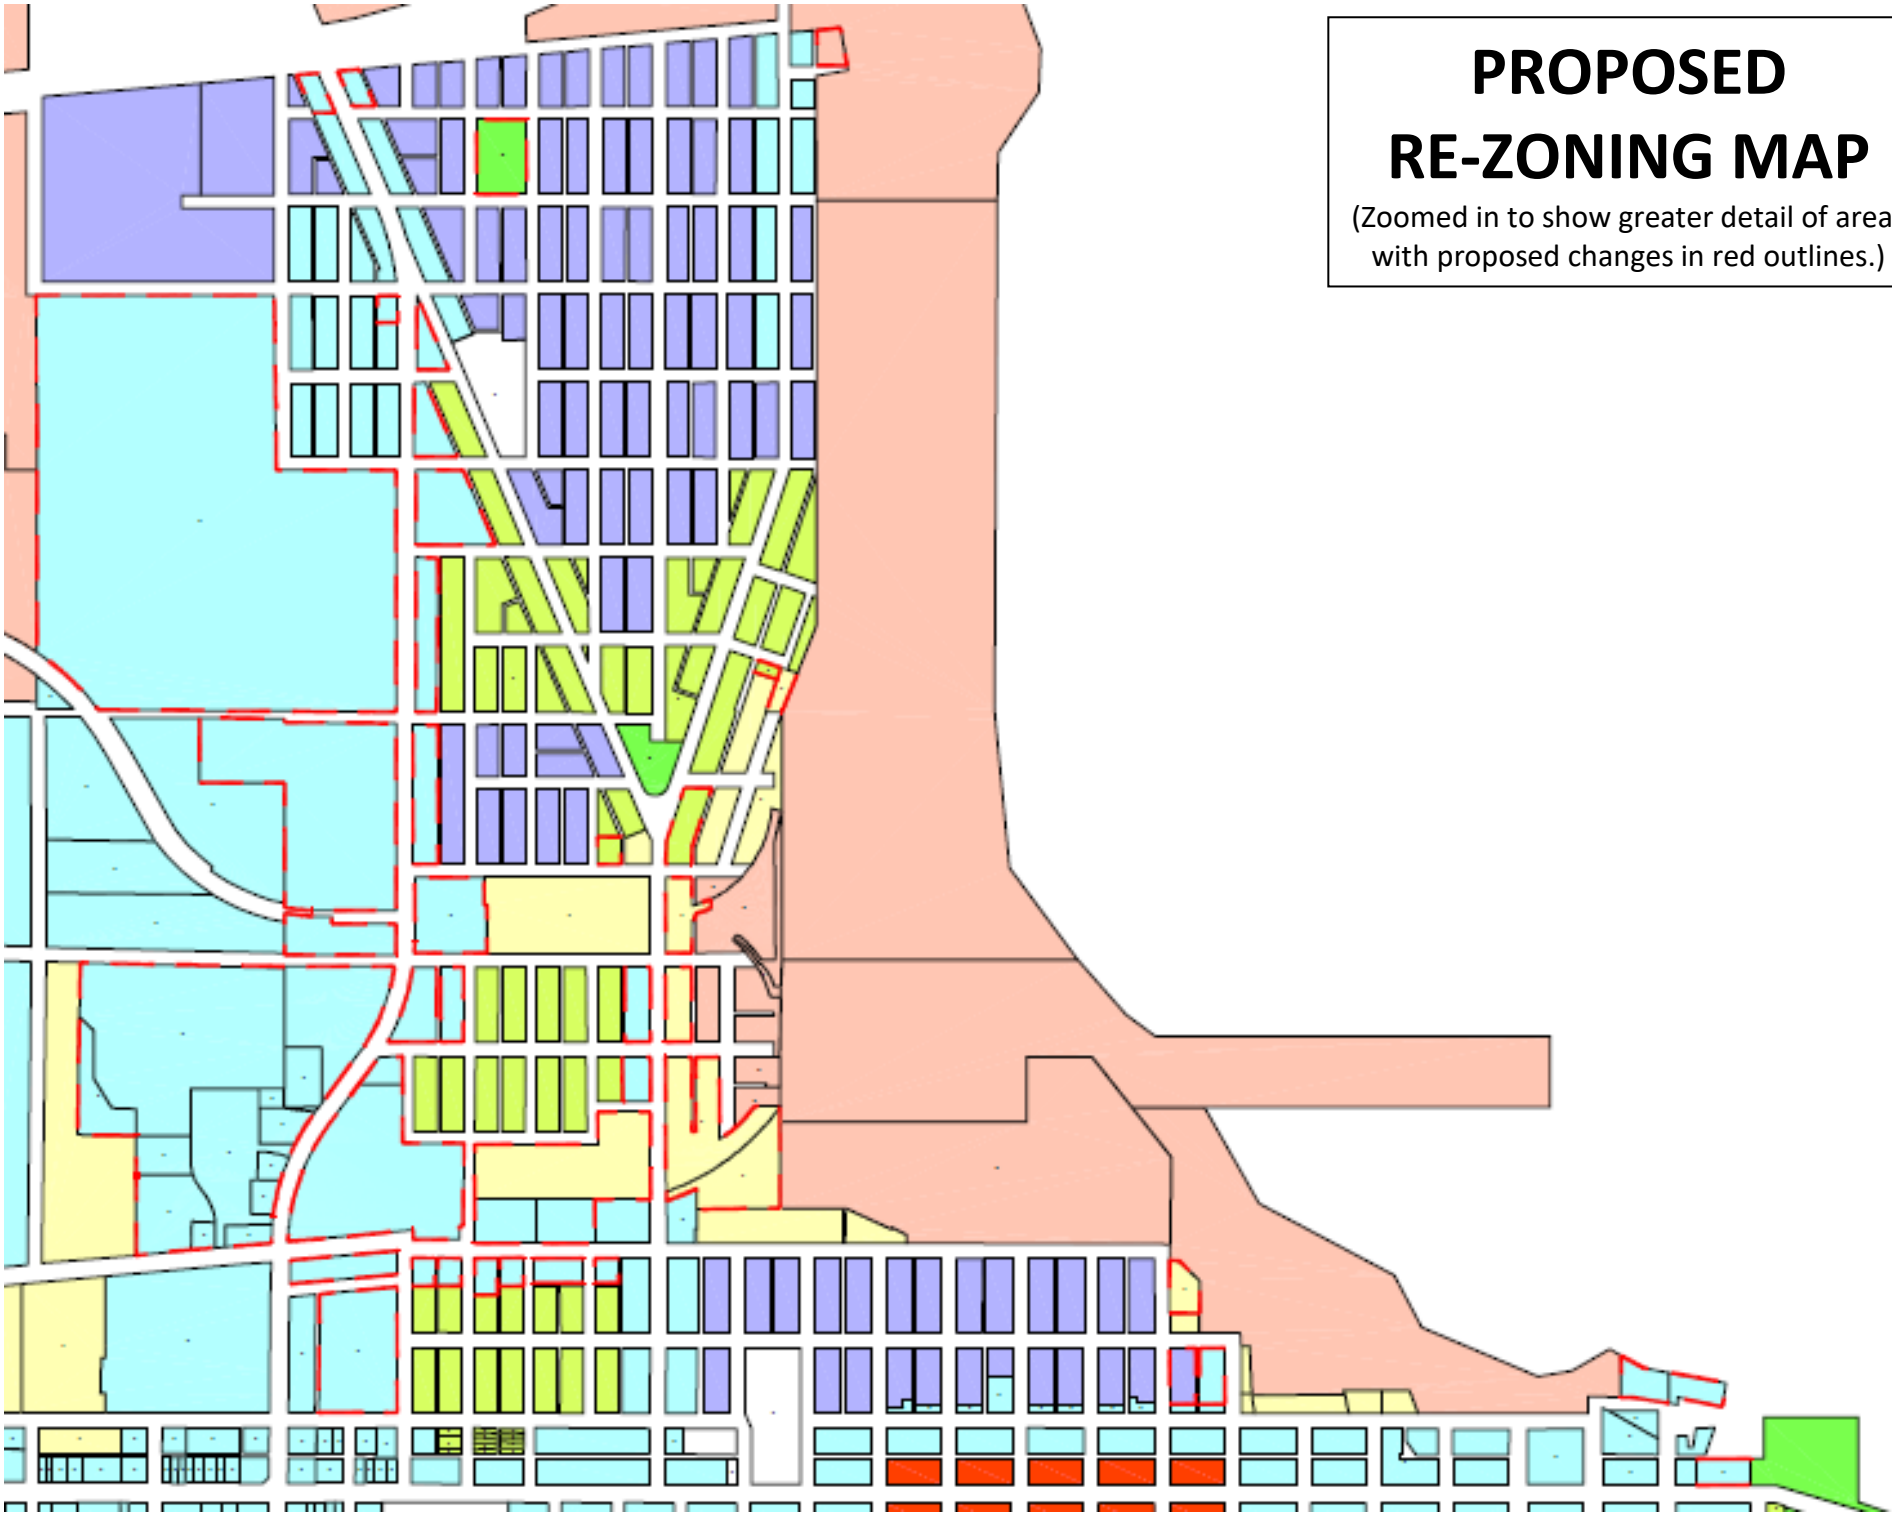 PROPOSED
RE-ZONING MAP
(Zoomed in to show greater detail of area
with proposed changes in red outlines.)